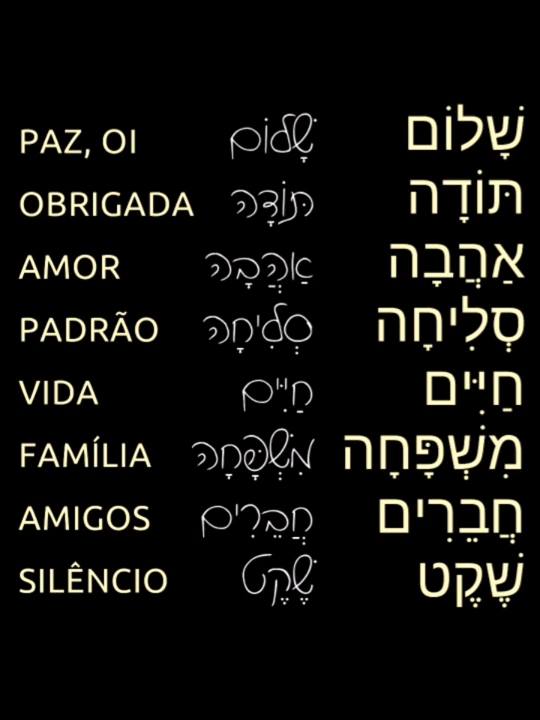 PAZ, OI שָׁלוֹם שָׁלוֹם
OBRIGADA תּוֹדָה תּוֹדָה
AMOR אַהֲבָה אַהֲבָה
PADRÃO סְלִיחָה סְלִיחָה
VIDA חַיִּים חַיִּים
FAMÍLIA מִשְׁפָּחָה מִשְׁפָּחָה
AMIGOS חֲבֵרִים חֲבֵרִים
SILÊNCIO שֶׁקֶט שֶׁקֶט